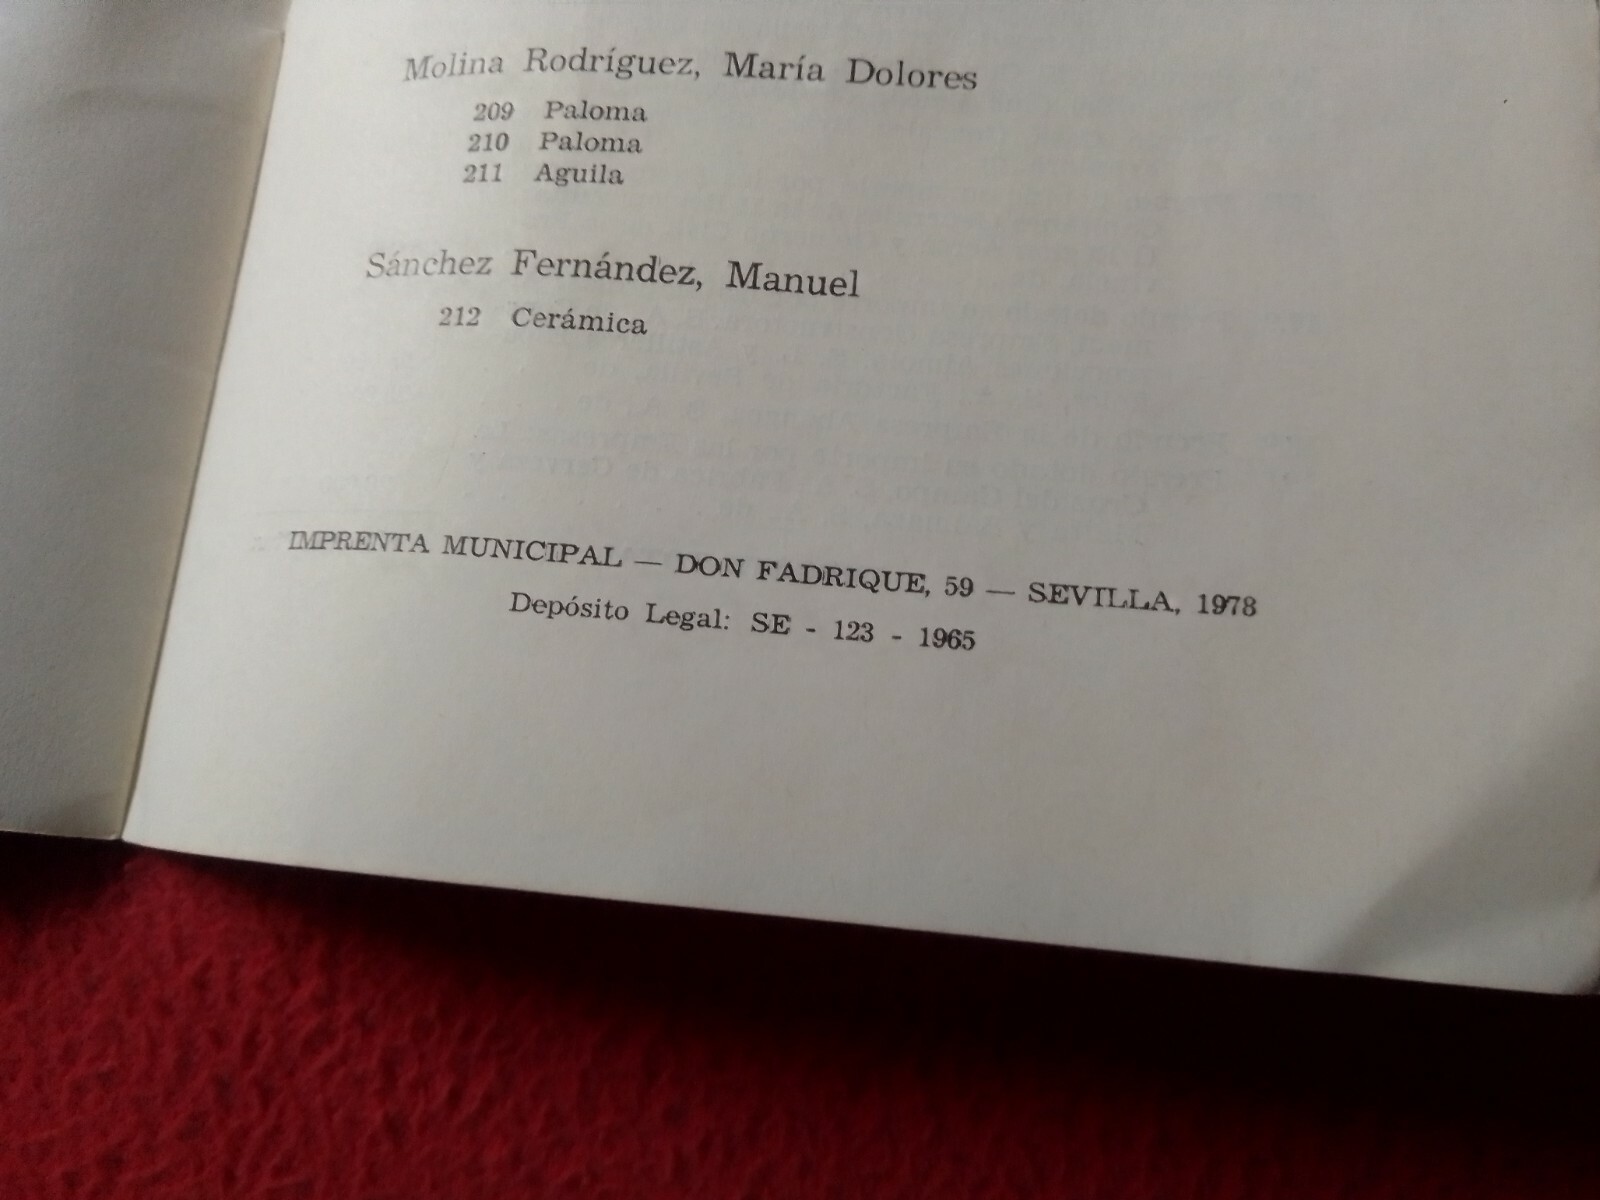 Molina Rodríguez, María Dolores
209 Paloma
210 Paloma
211 Aguila
Sánchez Fernández, Manuel
212 Cerámica
IMPRENTA MUNICIPAL — DON FADRIQUE, 59 — SEVILLA, 1978
Depósito Legal: SE - 123 - 1965